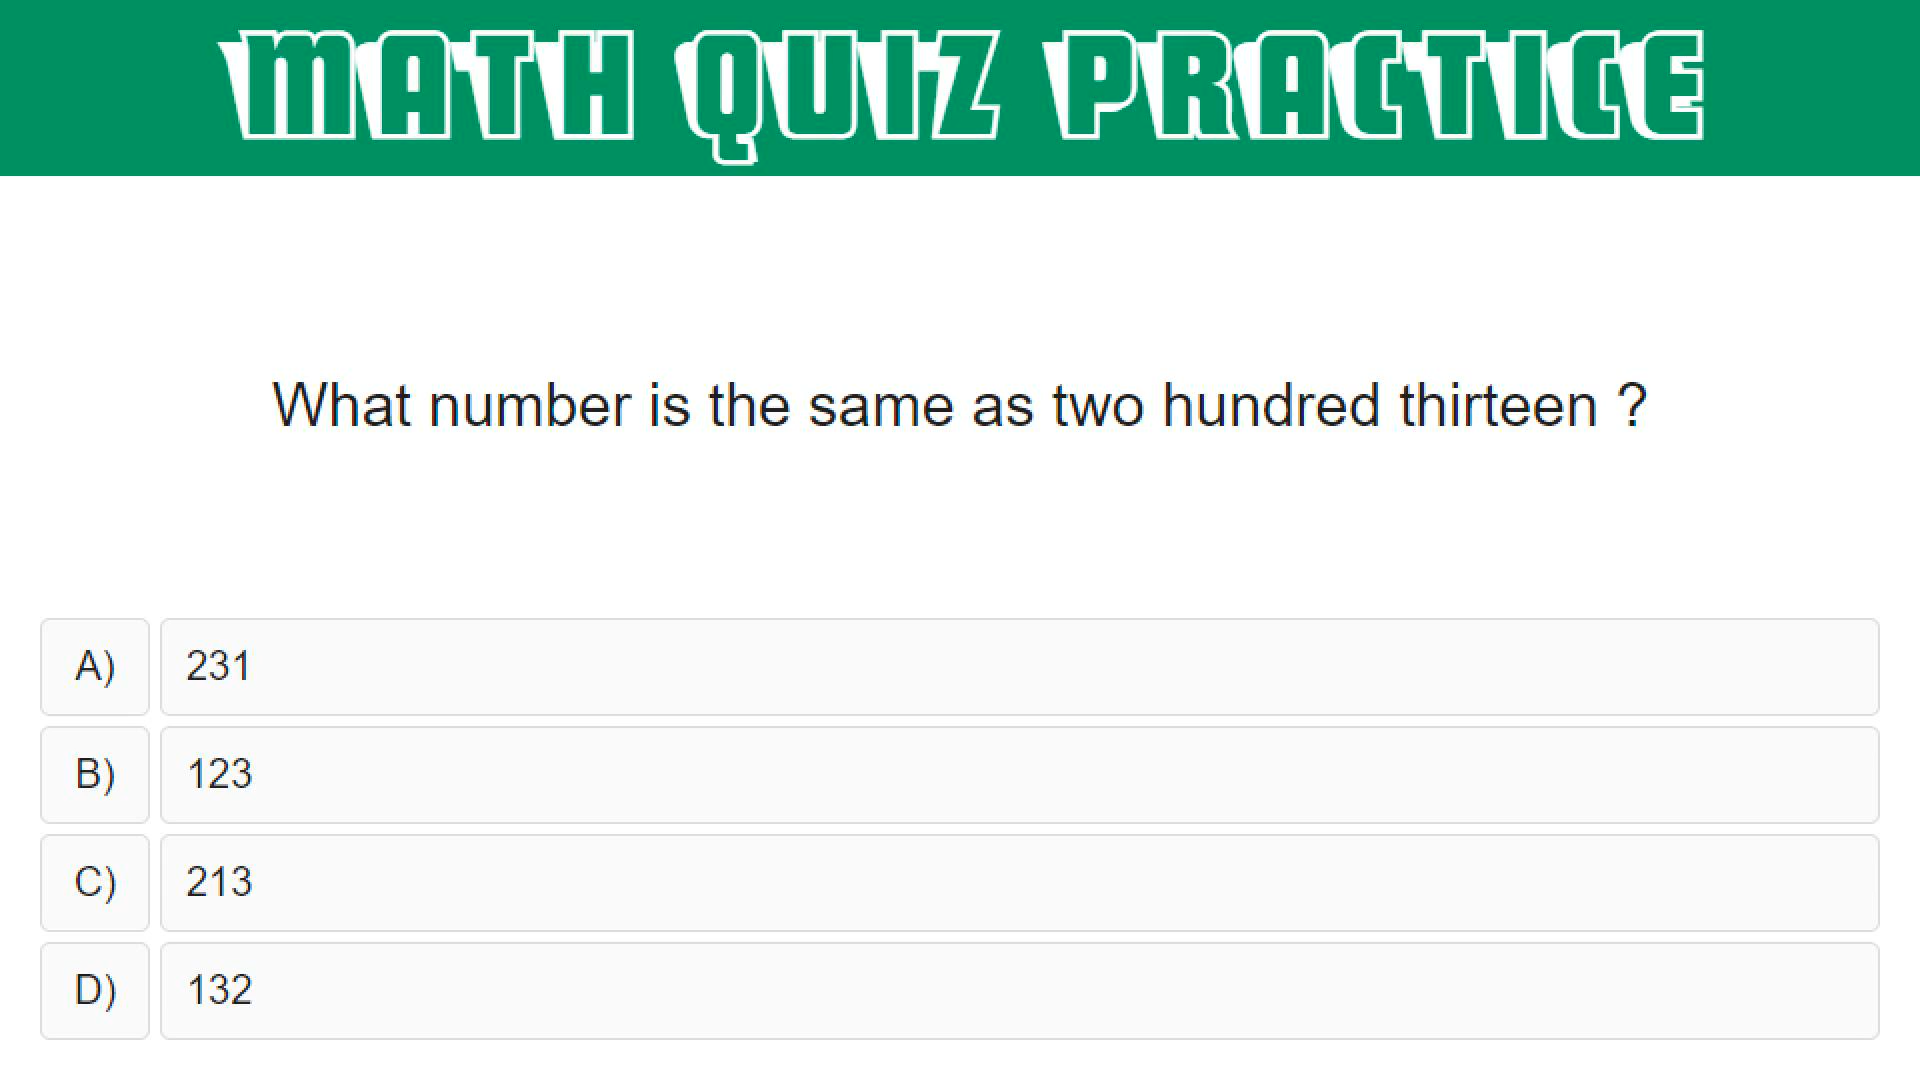 MATH QUIZ PRACTICE
What number is the same as two hundred thirteen ?
A) 231
B) 123
C) 213
D) 132